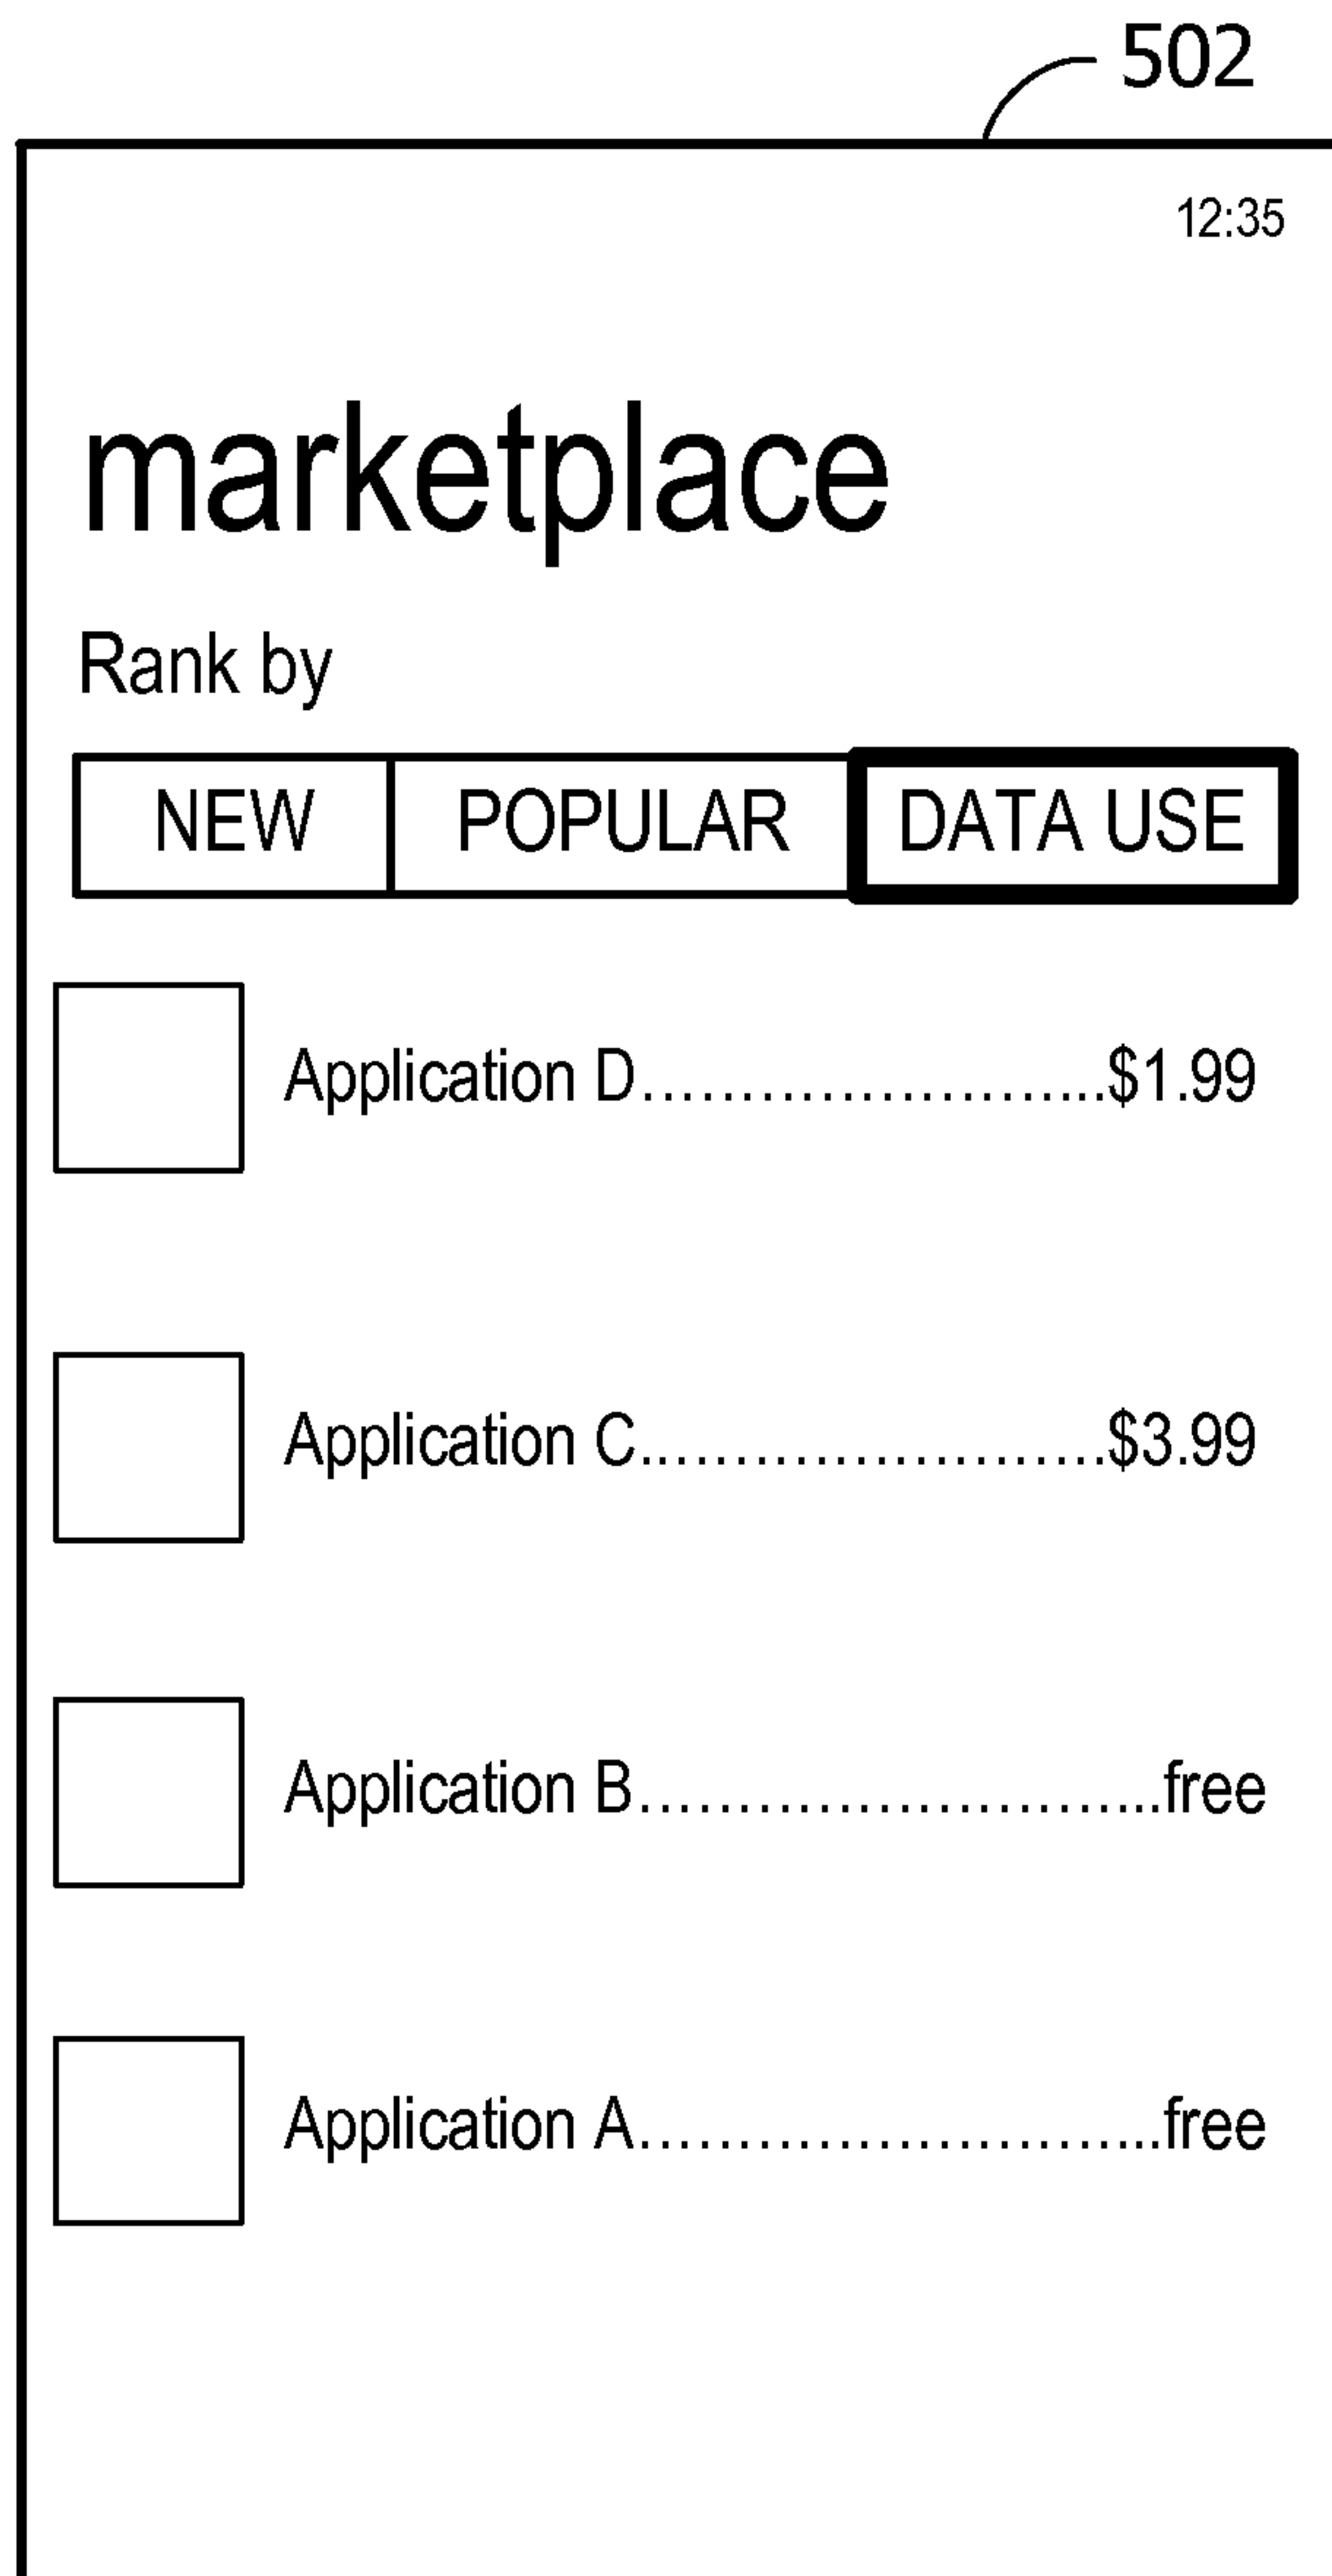 502
12:35
marketplace
Rank by
NEW POPULAR DATA USE
Application D........................$1.99
Application C........................$3.99
Application B...........................free
Application A...........................free